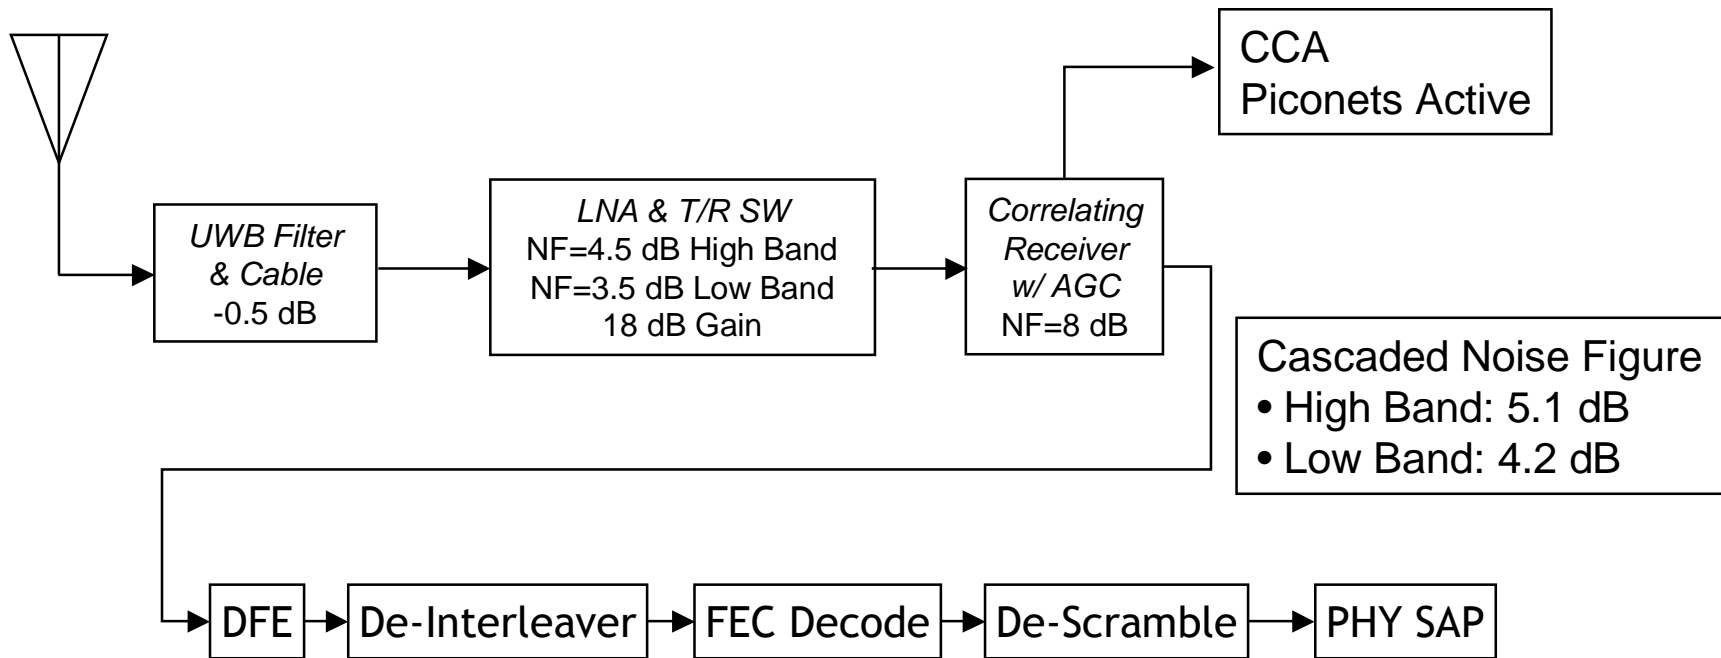 CCA
Piconets Active
UWB Filter
& Cable
-0.5 dB
LNA & T/R SW
NF=4.5 dB High Band
NF=3.5 dB Low Band
18 dB Gain
Correlating
Receiver
w/ AGC
NF=8 dB
Cascaded Noise Figure
• High Band: 5.1 dB
• Low Band: 4.2 dB
DFE
De-Interleaver
FEC Decode
De-Scramble
PHY SAP